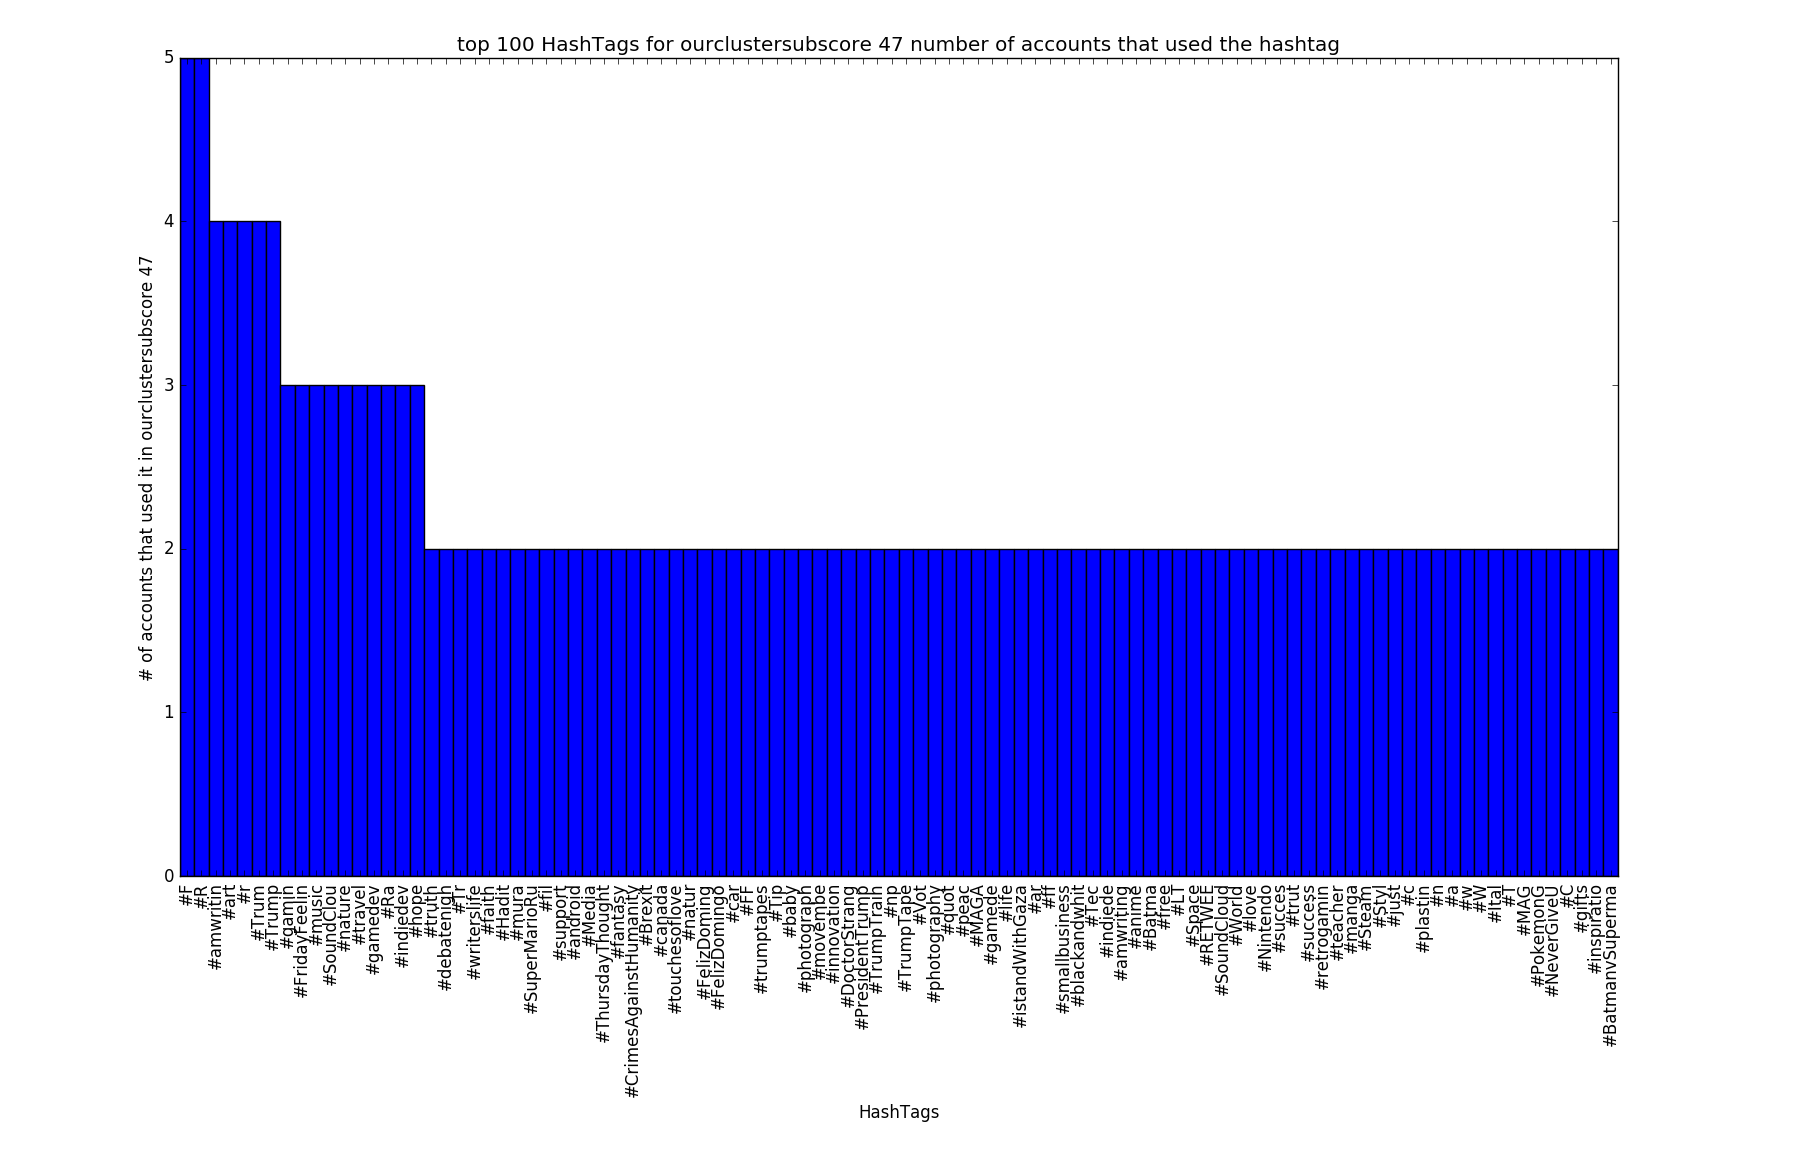 top 100 HashTags for ourclustersubscore 47 number of accounts that used the hashtag
# of accounts that used it in ourclustersubscore 47
5
4
3
2
1
0
#F
#R
#amwritin
#art
#r
#Trum
#Trump
#gamin
#FridayFeelin
#music
#SoundClou
#nature
#travel
#gamedev
#Ra
#indiedev
#hope
#truth
#debatenigh
#Tr
#writerslife
#faith
#Hadit
#mura
#SuperMarioRu
#fil
#support
#android
#Media
#ThursdayThought
#fantasy
#CrimesAgainstHumanity
#Brexit
#canada
#touchesoflove
#natur
#FelizDoming
#FelizDomingo
#car
#FF
#trumptapes
#Tip
#baby
#photograph
#movembe
#innovation
#DoctorStrang
#PresidentTrump
#TrumpTrain
#np
#TrumpTape
#Vot
#photography
#quot
#peac
#MAGA
#gamede
#life
#istandWithGaza
#ar
#ff
#smallbusiness
#blackandwhit
#Tec
#indiede
#amwriting
#anime
#Batma
#free
#LT
#Space
#RETWEE
#SoundCloud
#World
#love
#Nintendo
#succes
#trut
#success
#retrogamin
#teacher
#manga
#Steam
#Styl
#just
#c
#plastin
#n
#a
#w
#W
#Ital
#T
#MAG
#PokemonG
#NeverGiveU
#C
#gifts
#inspiratio
#BatmanvSuperma
HashTags